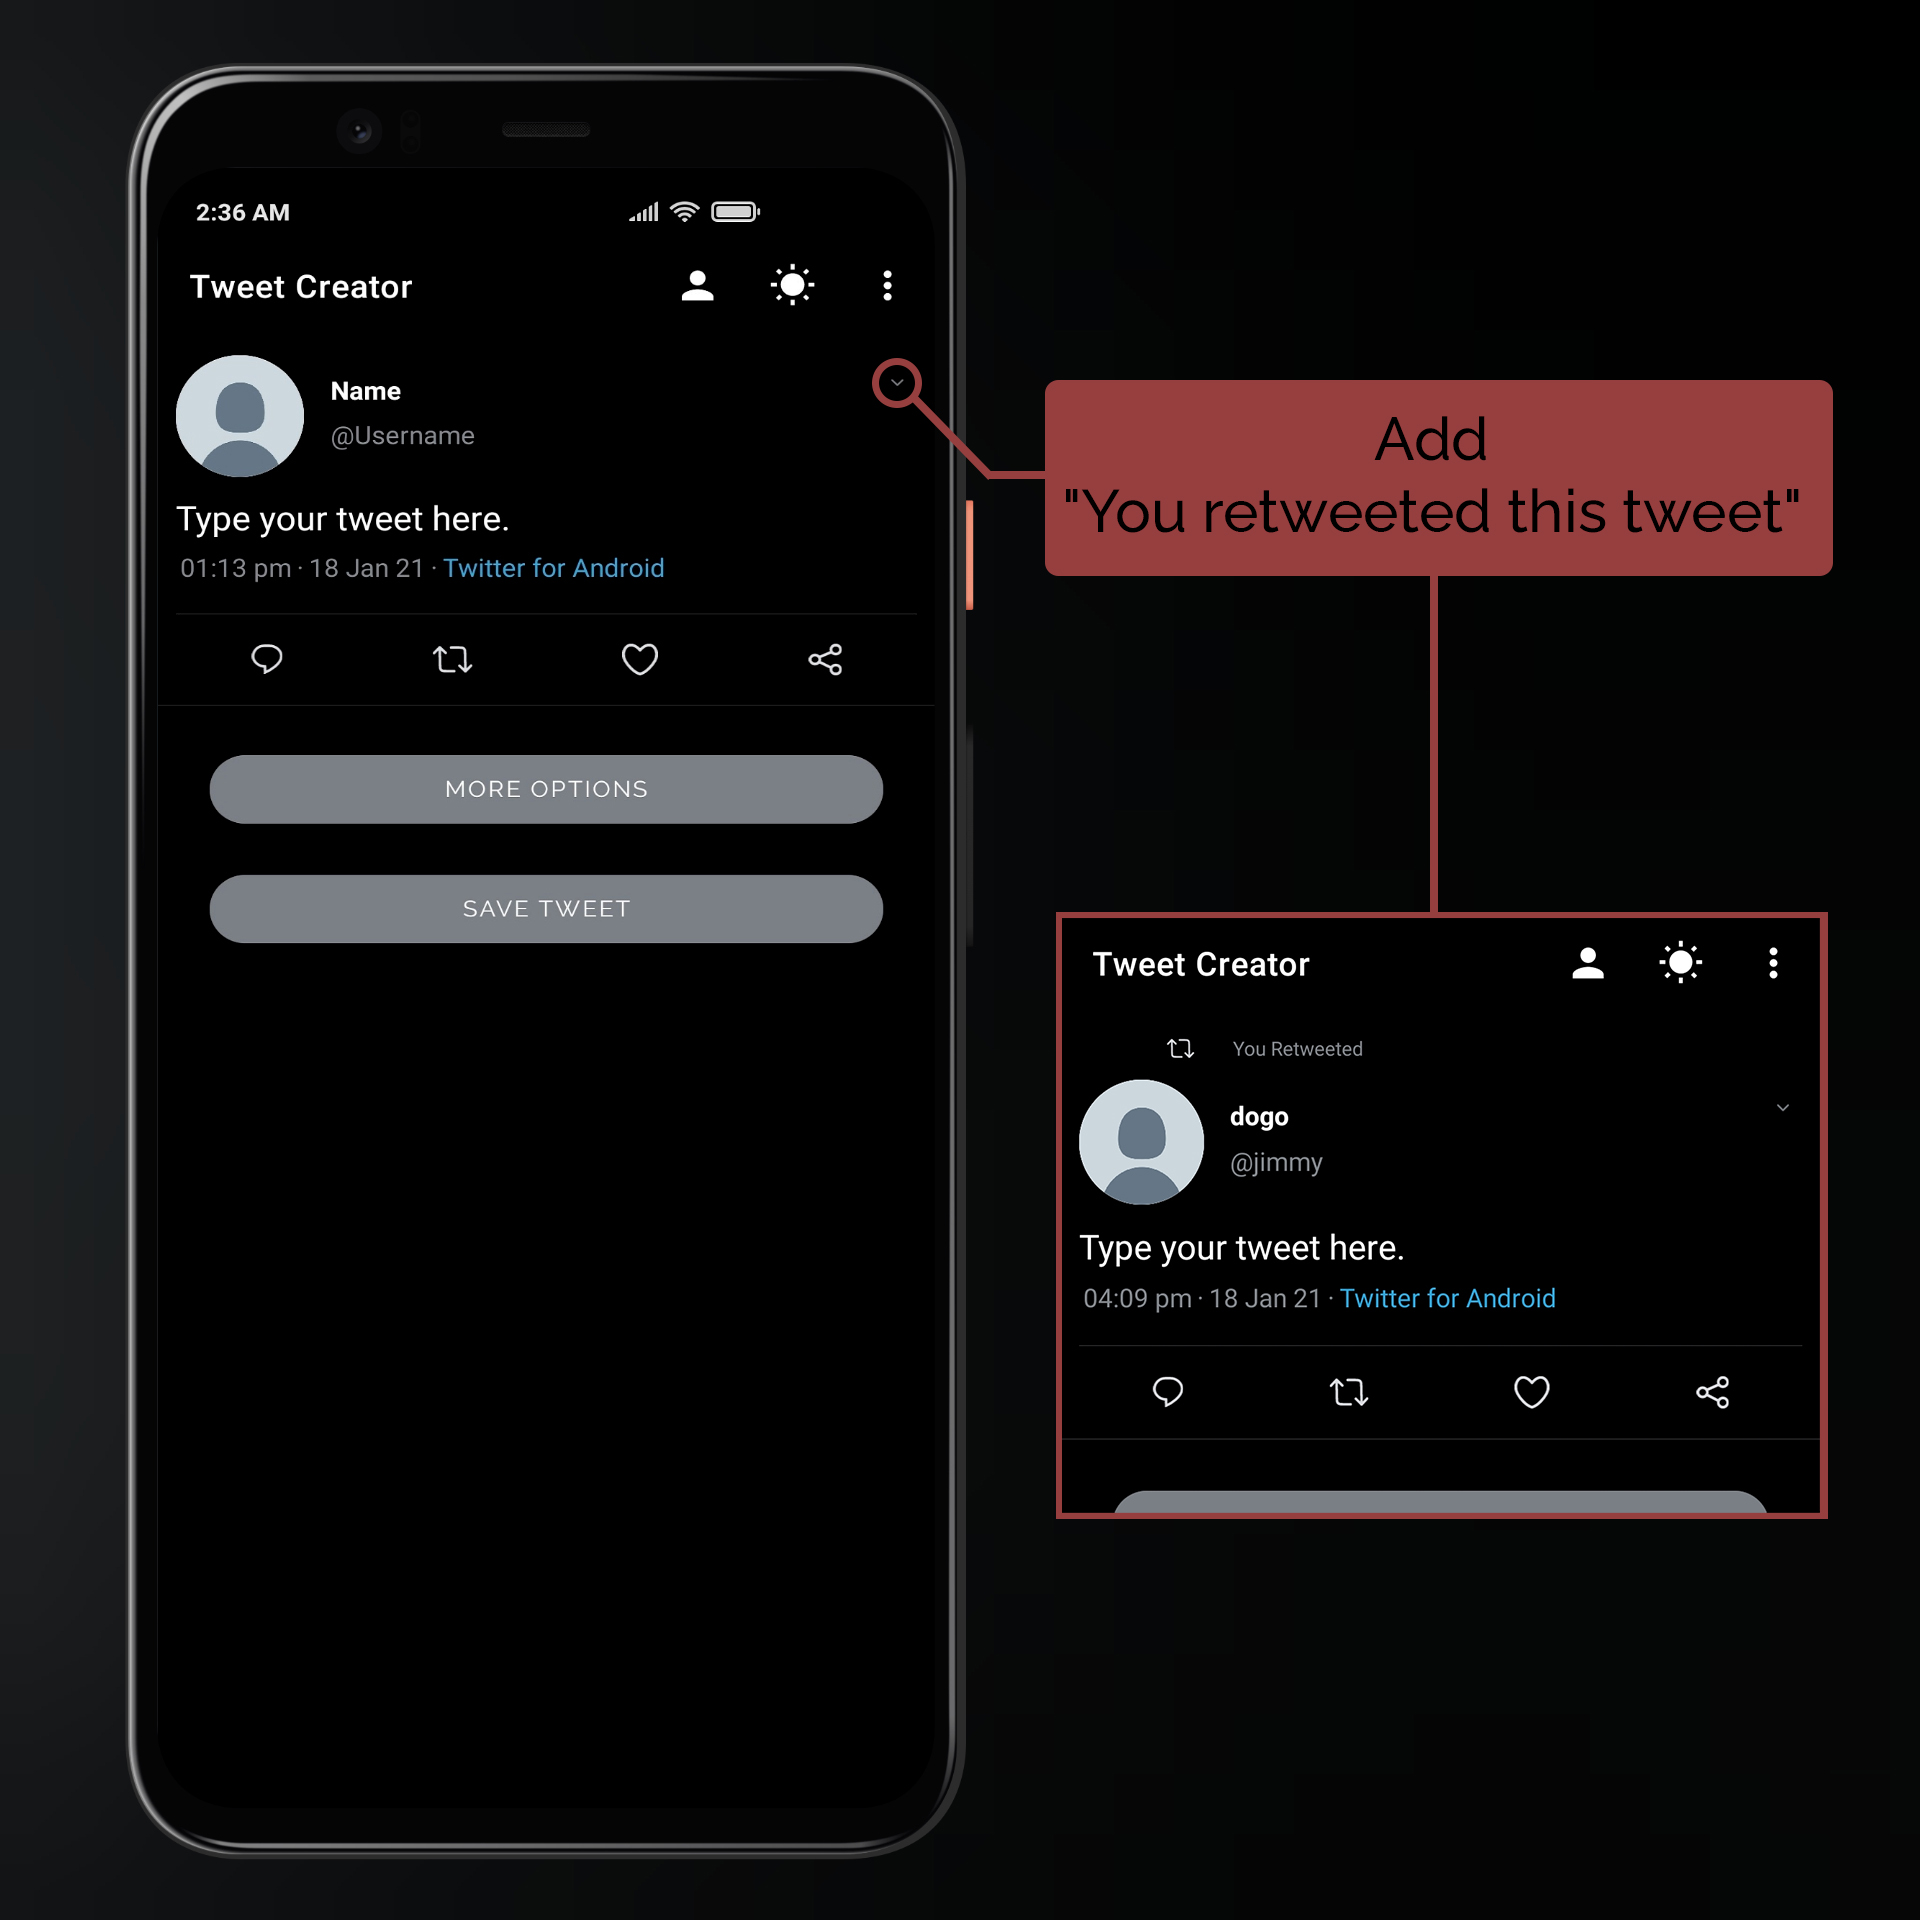 2:36 AM
Tweet Creator
Name
@Username
Type your tweet here.
01:13 pm · 18 Jan 21 · Twitter for Android
MORE OPTIONS
SAVE TWEET
Add
"You retweeted this tweet"
Tweet Creator
You Retweeted
dogo
@jimmy
Type your tweet here.
04:09 pm · 18 Jan 21 · Twitter for Android